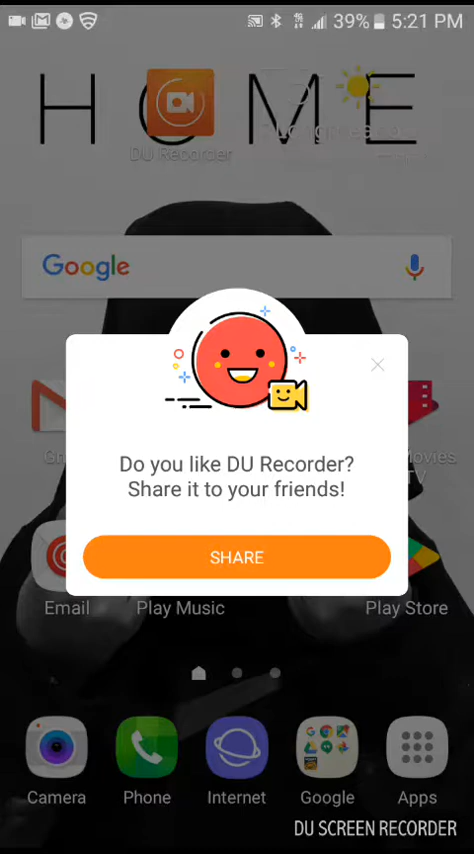 39% 5:21 PM
HOME
DU Recorder
Google
Do you like DU Recorder?
Share it to your friends!
SHARE
Email Play Music Play Store
Camera Phone Internet Google Apps
DU SCREEN RECORDER